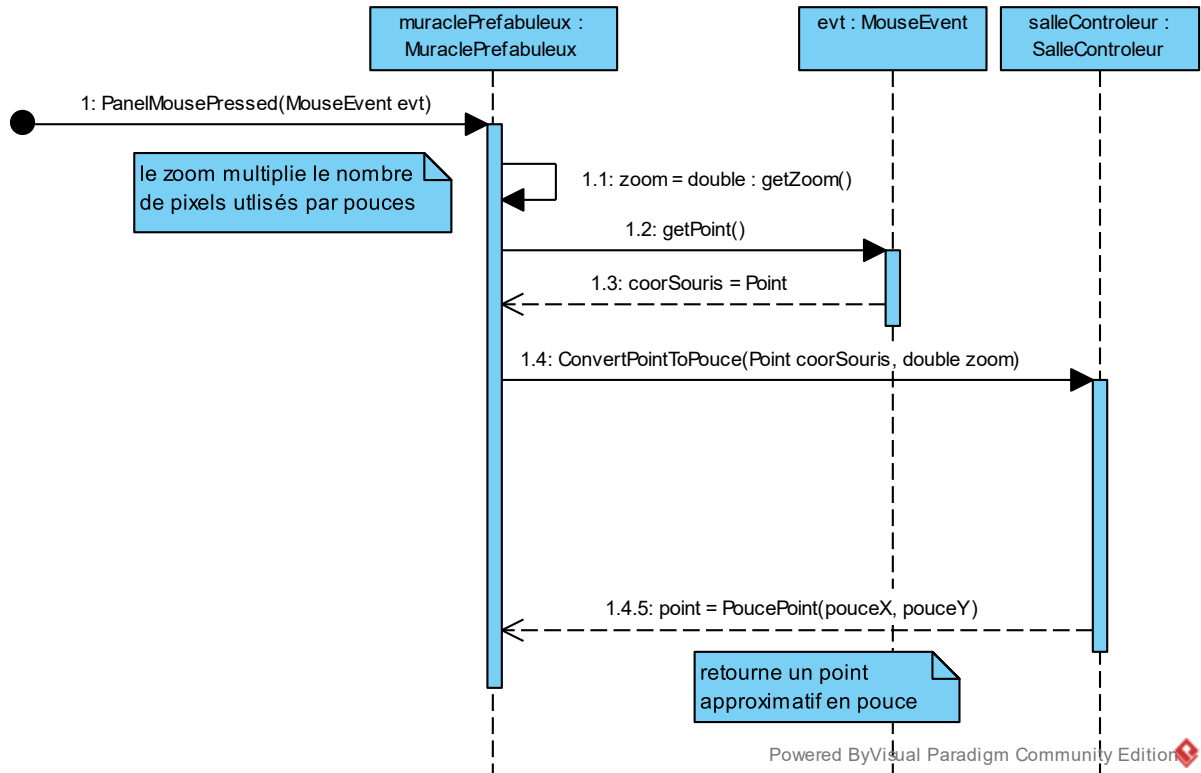 muraclePrefabuleux :
MuraclePrefabuleux
evt : MouseEvent
salleControleur :
SalleControleur
1: PanelMousePressed(MouseEvent evt)
le zoom multiplie le nombre
de pixels utlisés par pouces
1.1: zoom = double : getZoom()
1.2: getPoint()
1.3: coorSouris = Point
1.4: ConvertPointToPouce(Point coorSouris, double zoom)
1.4.5: point = PoucePoint(pouceX, pouceY)
retourne un point
approximatif en pouce
Powered ByVisual Paradigm Community Edition